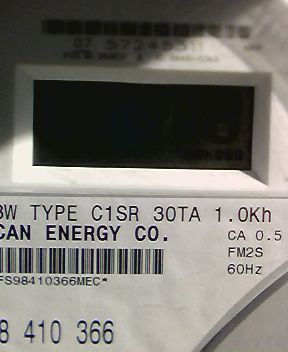 3W TYPE C1SR 30TA 1.0Kh
CAN ENERGY CO.
CA 0.5
FM2S
60Hz
FS98410366MEC*
8 410 366